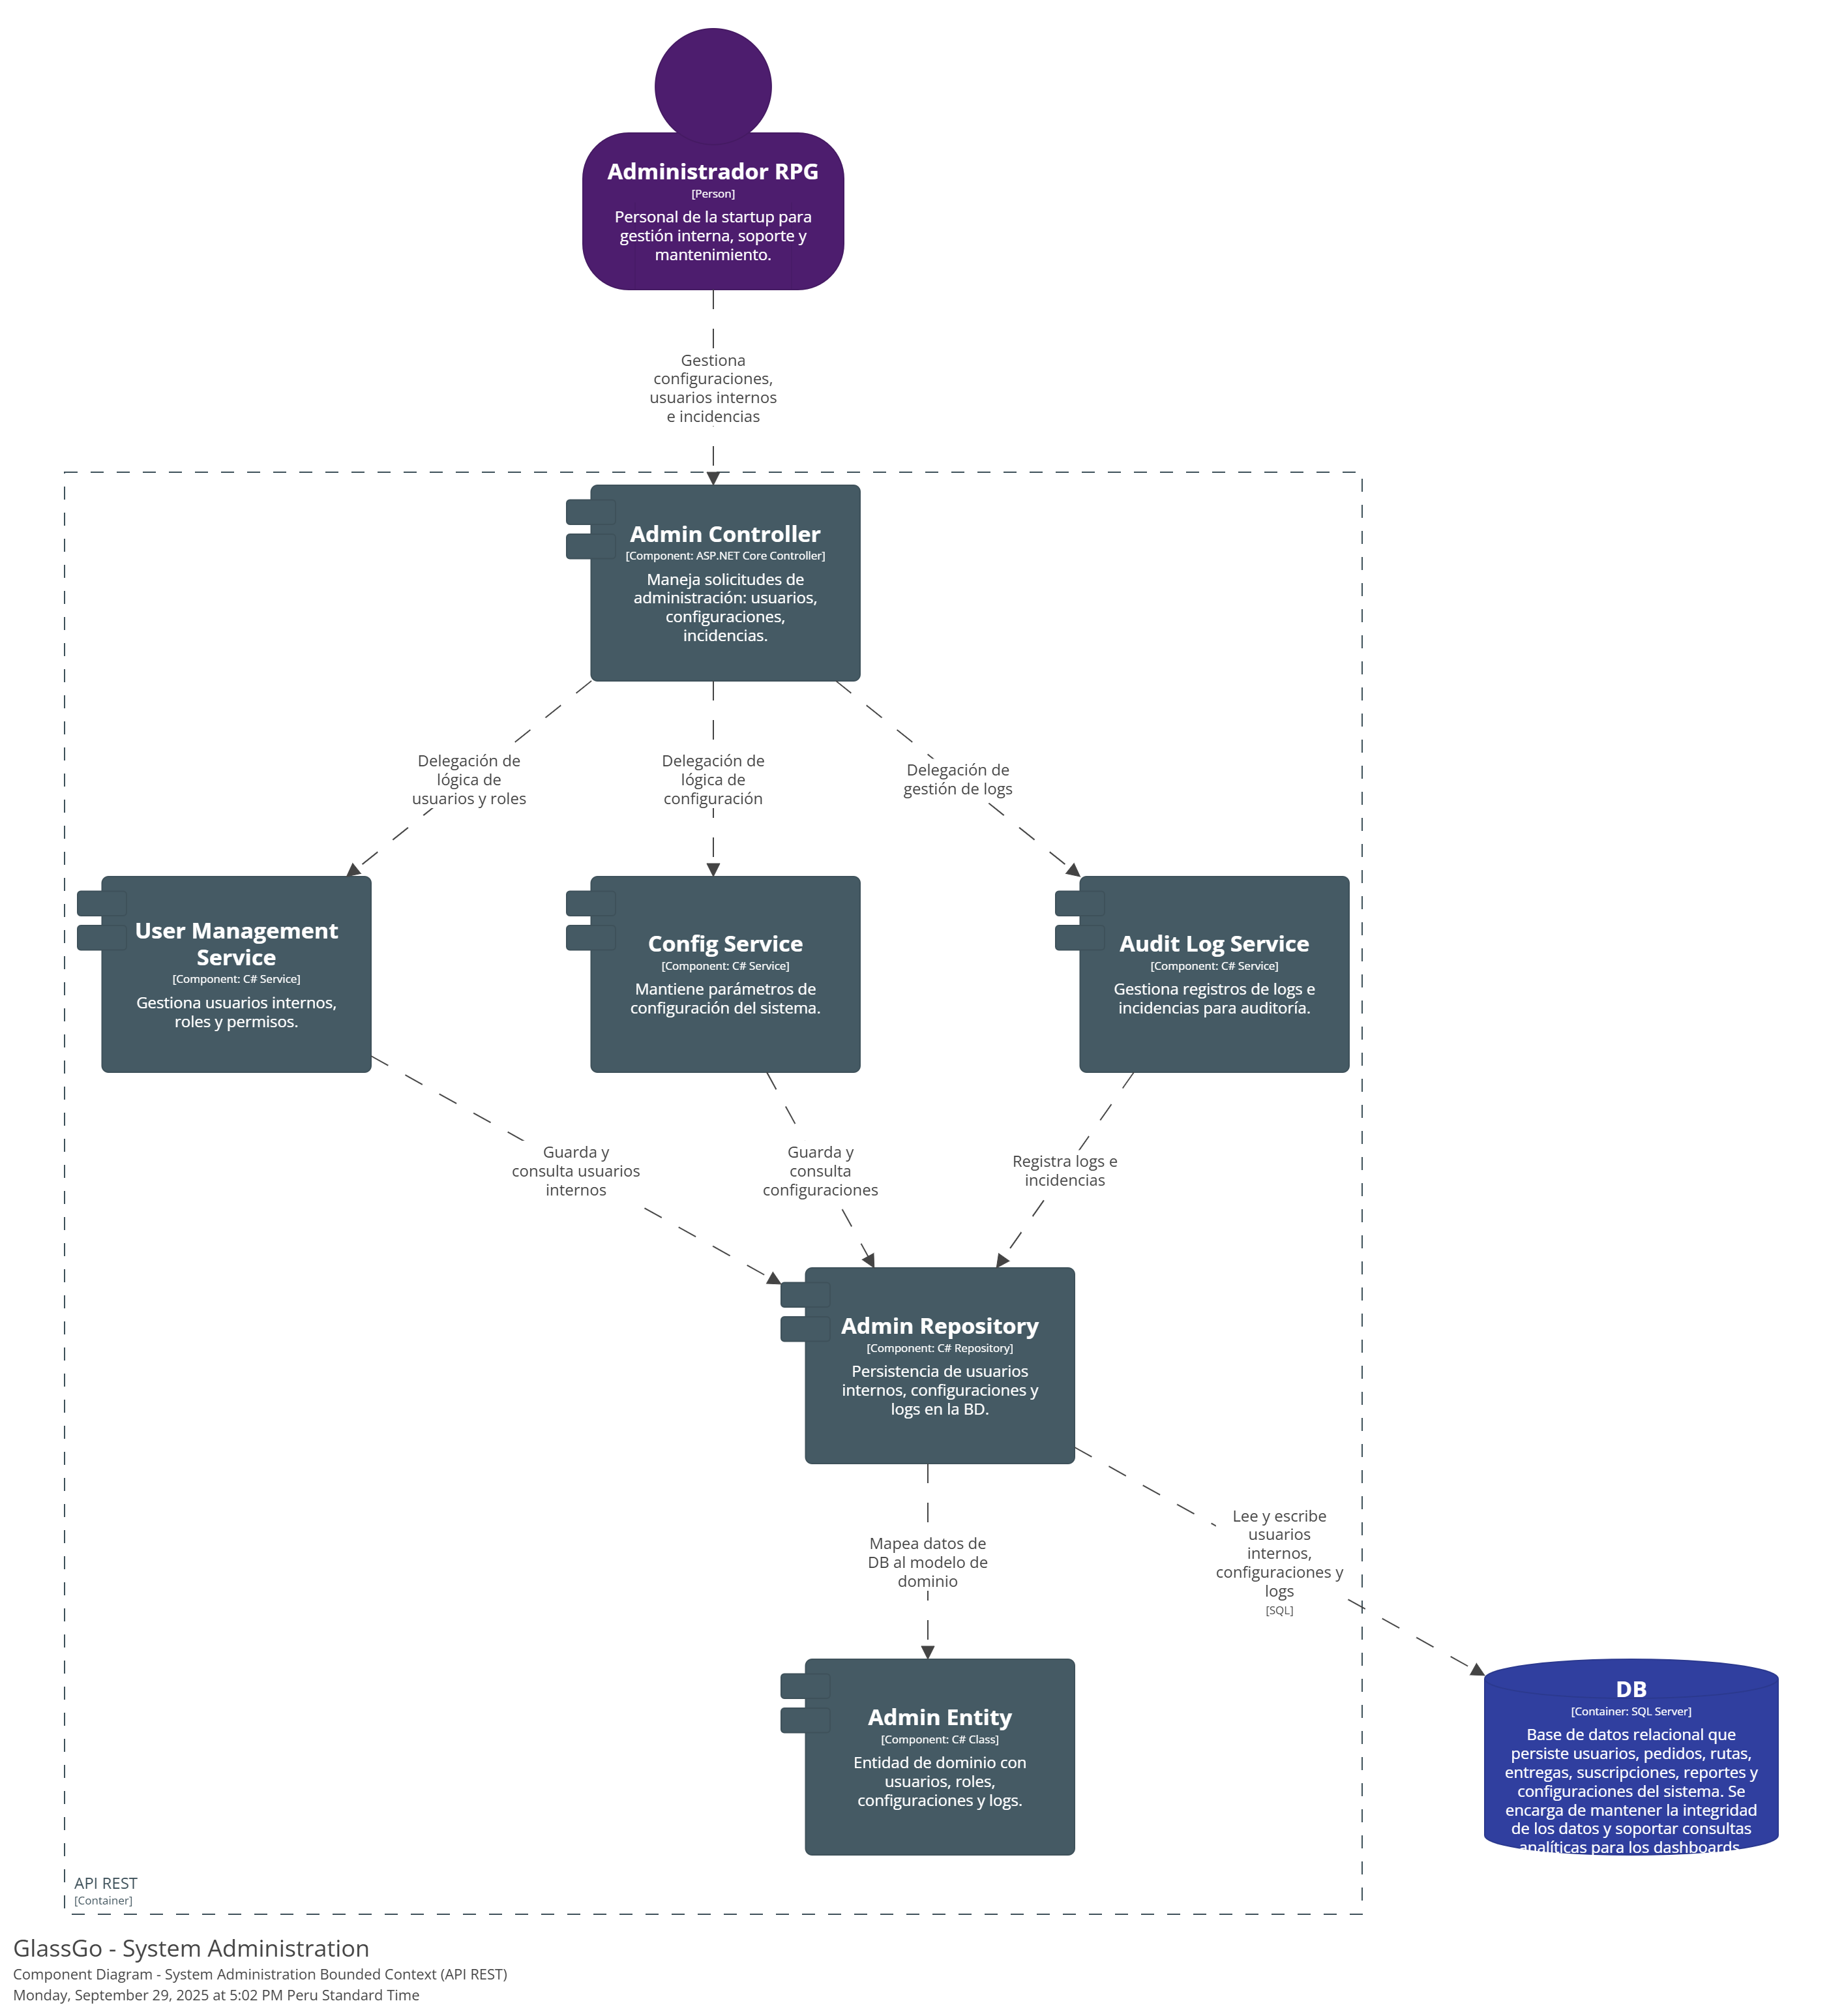 Administrador RPG
[Person]
Personal de la startup para
gestión interna, soporte y
mantenimiento.
Gestiona
configuraciones,
usuarios internos
e incidencias
Admin Controller
[Component: ASP.NET Core Controller]
Maneja solicitudes de
administración: usuarios,
configuraciones,
incidencias.
Delegación de
lógica de
usuarios y roles
Delegación de
lógica de
configuración
Delegación de
gestión de logs
User Management
Service
[Component: C# Service]
Gestiona usuarios internos,
roles y permisos.
Config Service
[Component: C# Service]
Mantiene parámetros de
configuración del sistema.
Audit Log Service
[Component: C# Service]
Gestiona registros de logs e
incidencias para auditoría.
Guarda y
consulta usuarios
internos
Guarda y
consulta
configuraciones
Registra logs e
incidencias
Admin Repository
[Component: C# Repository]
Persistencia de usuarios
internos, configuraciones y
logs en la BD.
Mapea datos de
DB al modelo de
dominio
Lee y escribe
usuarios
internos,
configuraciones y
logs
[SQL]
Admin Entity
[Component: C# Class]
Entidad de dominio con
usuarios, roles,
configuraciones y logs.
DB
[Container: SQL Server]
Base de datos relacional que
persiste usuarios, pedidos, rutas,
entregas, suscripciones, reportes y
configuraciones del sistema. Se
encarga de mantener la integridad
de los datos y soportar consultas
analíticas para los dashboards.
API REST
[Container]
GlassGo - System Administration
Component Diagram - System Administration Bounded Context (API REST)
Monday, September 29, 2025 at 5:02 PM Peru Standard Time